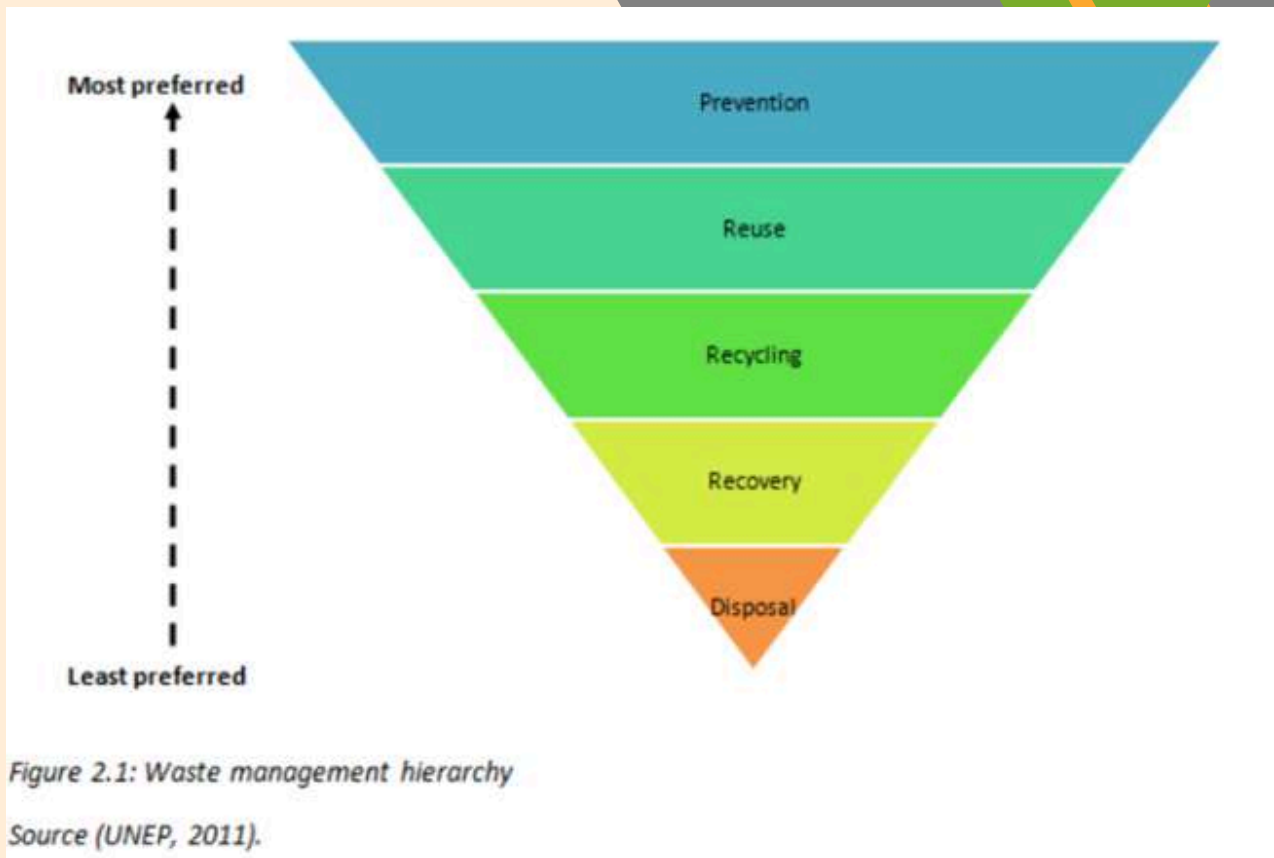 Most preferred
Prevention
Reuse
Recycling
Recovery
Disposal
Least preferred
Figure 2.1: Waste management hierarchy
Source (UNEP, 2011).